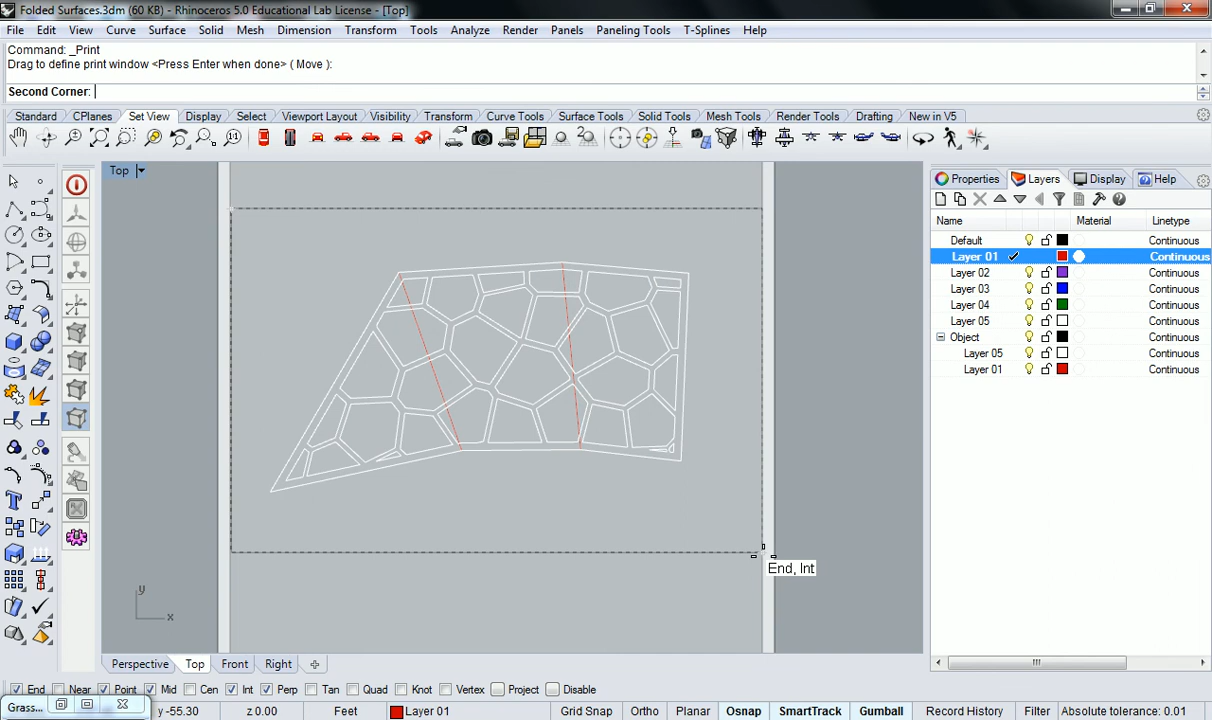 Folded Surfaces.3dm (60 KB) - Rhinoceros 5.0 Educational Lab License - [Top]
File Edit View Curve Surface Solid Mesh Dimension Transform Tools Analyze Render Panels Paneling Tools T-Splines Help
Command: _Print
Drag to define print window <Press Enter when done> ( Move ):
Second Corner:
Standard CPlanes Set View Display Select Viewport Layout Visibility Transform Curve Tools Surface Tools Solid Tools Mesh Tools Render Tools Drafting New in V5
Top
Properties Layers Display Help
Name Material Linetype
Default Continuous
Layer 01 Continuous
Layer 02 Continuous
Layer 03 Continuous
Layer 04 Continuous
Layer 05 Continuous
Object Continuous
Layer 05 Continuous
Layer 01 Continuous
End, Int
y
x
Perspective Top Front Right
End Near Point Mid Cen Int Perp Tan Quad Knot Vertex Project Disable
Grass... y -55.30 z 0.00 Feet Layer 01 Grid Snap Ortho Planar Osnap SmartTrack Gumball Record History Filter Absolute tolerance: 0.01